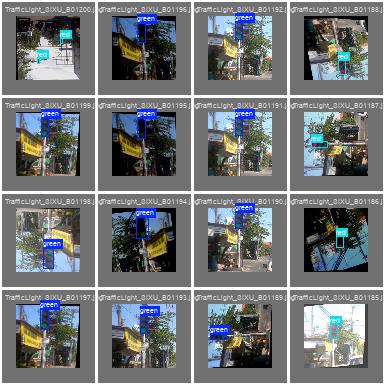 TrafficLight_SIXU_B01200.j
TrafficLight_SIXU_B01196.j
TrafficLight_SIXU_B01192.j
TrafficLight_SIXU_B01188.j
red
red
green
green
red
TrafficLight_SIXU_B01199.j
TrafficLight_SIXU_B01195.j
TrafficLight_SIXU_B01191.j
TrafficLight_SIXU_B01187.j
green
green
green
red
TrafficLight_SIXU_B01198.j
TrafficLight_SIXU_B01194.j
TrafficLight_SIXU_B01190.j
TrafficLight_SIXU_B01186.j
green
green
green
red
TrafficLight_SIXU_B01197.j
TrafficLight_SIXU_B01193.j
TrafficLight_SIXU_B01189.j
TrafficLight_SIXU_B01185.j
green
green
green
red